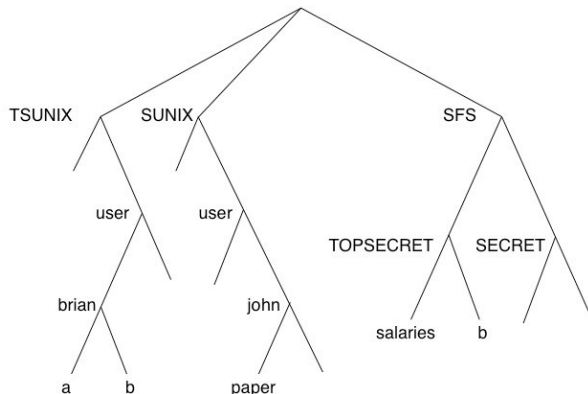 TSUNIX SUNIX SFS
user user
TOPSECRET SECRET
brian john
salaries b
a b paper